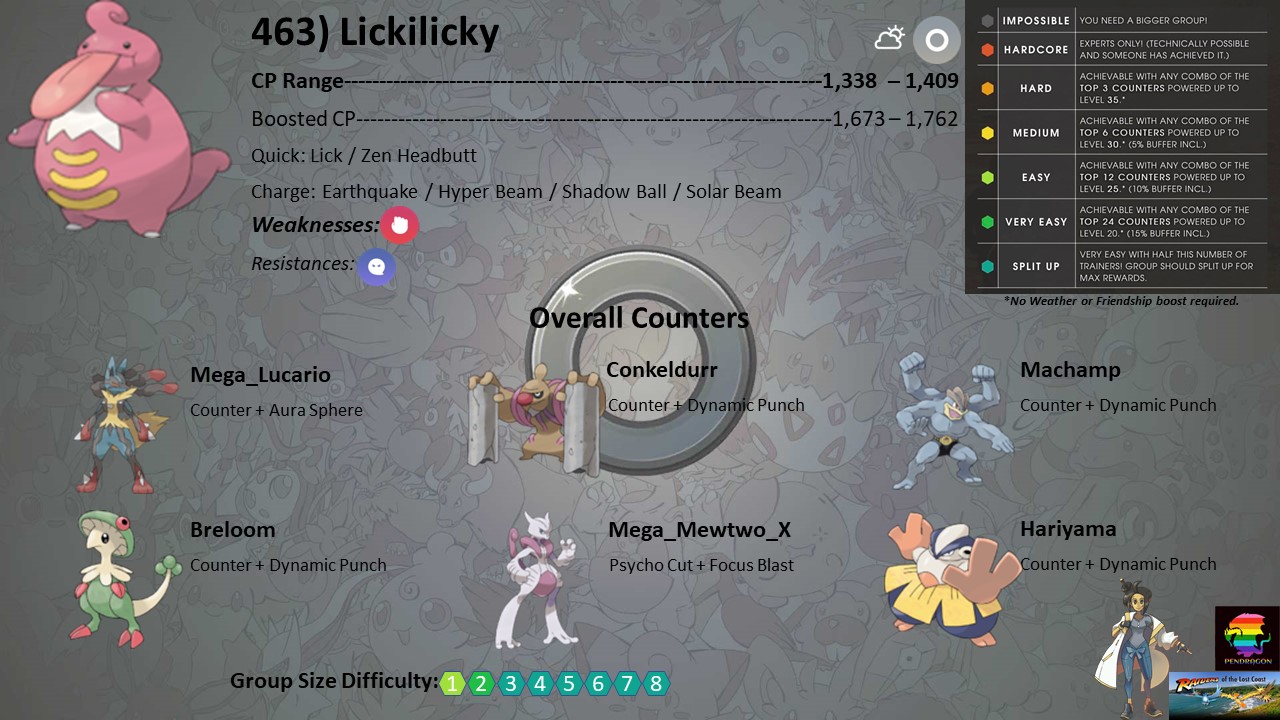 463) Lickilicky
CP Range--------------------------------------------------------------------1,338 – 1,409
Boosted CP--------------------------------------------------------------------1,673 – 1,762
Quick: Lick / Zen Headbutt
Charge: Earthquake / Hyper Beam / Shadow Ball / Solar Beam
Weaknesses:
Resistances:
IMPOSSIBLE YOU NEED A BIGGER GROUP!
HARDCORE EXPERTS ONLY! (TECHNICALLY POSSIBLE
AND SOMEONE HAS ACHIEVED IT.)
HARD ACHIEVABLE WITH ANY COMBO OF THE
TOP 3 COUNTERS POWERED UP TO
LEVEL 35.*
MEDIUM ACHIEVABLE WITH ANY COMBO OF THE
TOP 6 COUNTERS POWERED UP TO
LEVEL 30.* (5% BUFFER INCL.)
EASY ACHIEVABLE WITH ANY COMBO OF THE
TOP 12 COUNTERS POWERED UP TO
LEVEL 25.* (10% BUFFER INCL.)
VERY EASY ACHIEVABLE WITH ANY COMBO OF THE
TOP 24 COUNTERS POWERED UP TO
LEVEL 20.* (15% BUFFER INCL.)
SPLIT UP VERY EASY WITH HALF THIS NUMBER OF
TRAINERS! GROUP SHOULD SPLIT UP FOR
MAX REWARDS.
*No Weather or Friendship boost required.
Overall Counters
Mega_Lucario
Counter + Aura Sphere
Conkeldurr
Counter + Dynamic Punch
Machamp
Counter + Dynamic Punch
Breloom
Counter + Dynamic Punch
Mega_Mewtwo_X
Psycho Cut + Focus Blast
Hariyama
Counter + Dynamic Punch
Group Size Difficulty: 1 2 3 4 5 6 7 8
PENDROGON
RAIDERS of the Lost Coast